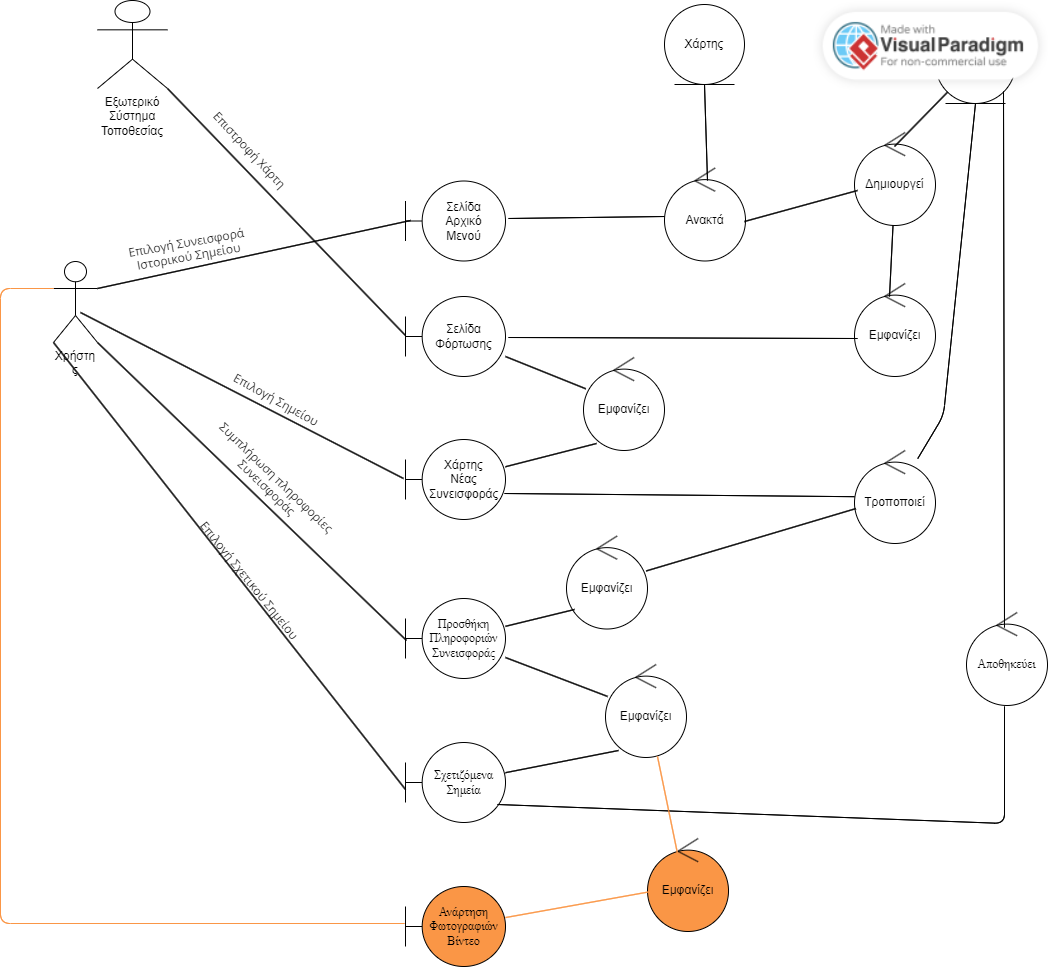 Made with
Visual Paradigm
For non-commercial use
Χάρτης
Εξωτερικό
Σύστημα
Τοποθεσίας
Επιστροφή Χάρτη
Δημιουργεί
Σελίδα
Αρχικό
Μενού
Ανακτά
Επιλογή Συνεισφορά
Ιστορικού Σημείου
Σελίδα
Φόρτωσης
Εμφανίζει
Χρήστη
ς
Επιλογή Σημείου
Εμφανίζει
Συμπλήρωση πληροφορίες
Συνεισφοράς
Χάρτης
Νέας
Συνεισφοράς
Τροποποιεί
Επιλογή Σχετικού Σημείου
Εμφανίζει
Προσθήκη
Πληροφοριών
Συνεισφοράς
Αποθηκεύει
Εμφανίζει
Σχετιζόμενα
Σημεία
Εμφανίζει
Ανάρτηση
Φωτογραφιών
Βίντεο